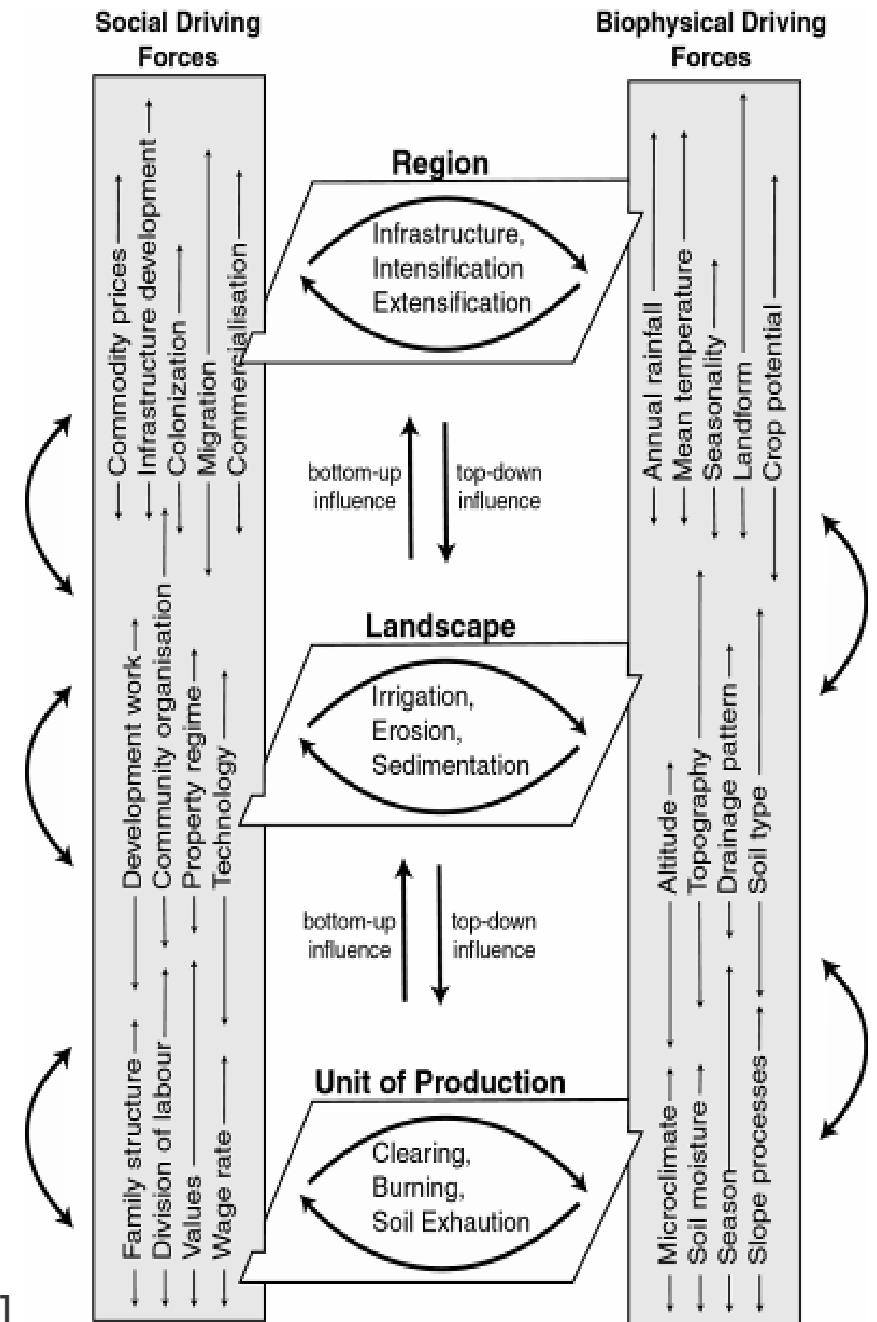 Social Driving
Forces
Biophysical Driving
Forces
Region
Infrastructure,
Intensification
Extensification
Commodity prices
Infrastructure development
Colonization
Migration
Commercialisation
Annual rainfall
Mean temperature
Seasonality
Landform
Crop potential
bottom-up
influence
top-down
influence
Landscape
Irrigation,
Erosion,
Sedimentation
Development work
Community organisation
Property regime
Technology
Altitude
Topography
Drainage pattern
Soil type
bottom-up
influence
top-down
influence
Unit of Production
Clearing,
Burning,
Soil Exhaution
Family structure
Division of labour
Values
Wage rate
Microclimate
Soil moisture
Season
Slope processes